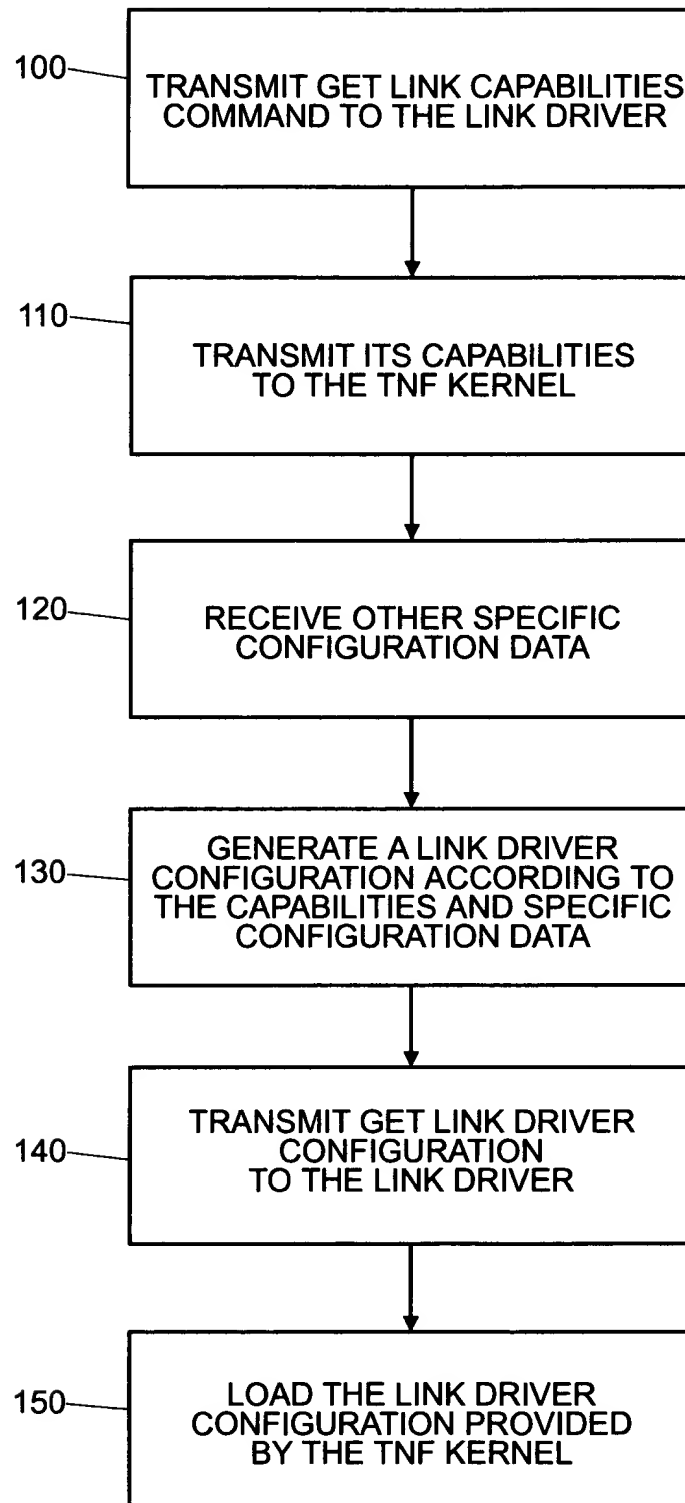 100
TRANSMIT GET LINK CAPABILITIES
COMMAND TO THE LINK DRIVER
110
TRANSMIT ITS CAPABILITIES
TO THE TNF KERNEL
120
RECEIVE OTHER SPECIFIC
CONFIGURATION DATA
130
GENERATE A LINK DRIVER
CONFIGURATION ACCORDING TO
THE CAPABILITIES AND SPECIFIC
CONFIGURATION DATA
140
TRANSMIT GET LINK DRIVER
CONFIGURATION
TO THE LINK DRIVER
150
LOAD THE LINK DRIVER
CONFIGURATION PROVIDED
BY THE TNF KERNEL